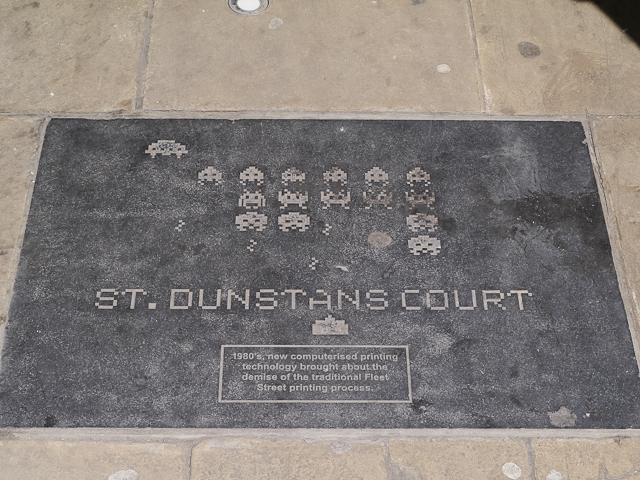 ST. DUNSTANS COURT
1980's, new computerised printing
technology brought about the
demise of the traditional Fleet
Street printing process.